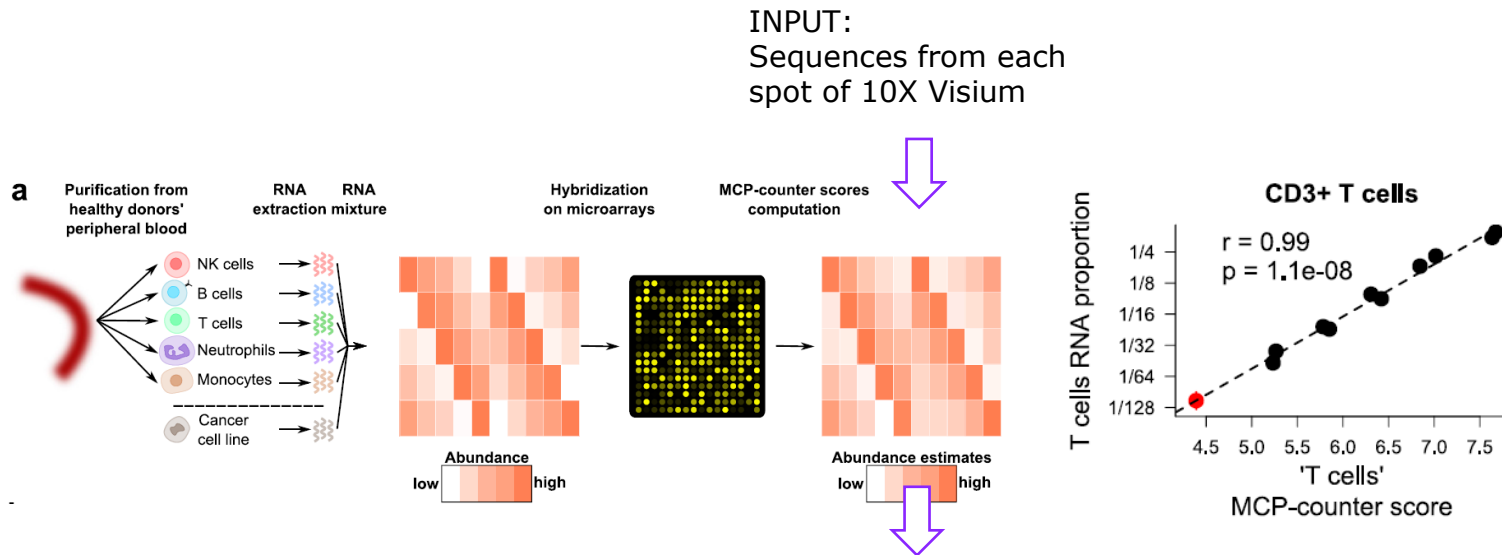 INPUT:
Sequences from each
spot of 10X Visium
a
Purification from
healthy donors'
peripheral blood
RNA
extraction
RNA
mixture
Hybridization
on microarrays
MCP-counter scores
computation
NK cells
B cells
T cells
Neutrophils
Monocytes
Cancer
cell line
Abundance
low
high
Abundance estimates
low
high
-
CD3+ T cells
r = 0.99
p = 1.1e-08
T cells RNA proportion
1/4
1/8
1/16
1/32
1/64
1/128
4.5 5.0 5.5 6.0 6.5 7.0 7.5
'T cells'
MCP-counter score